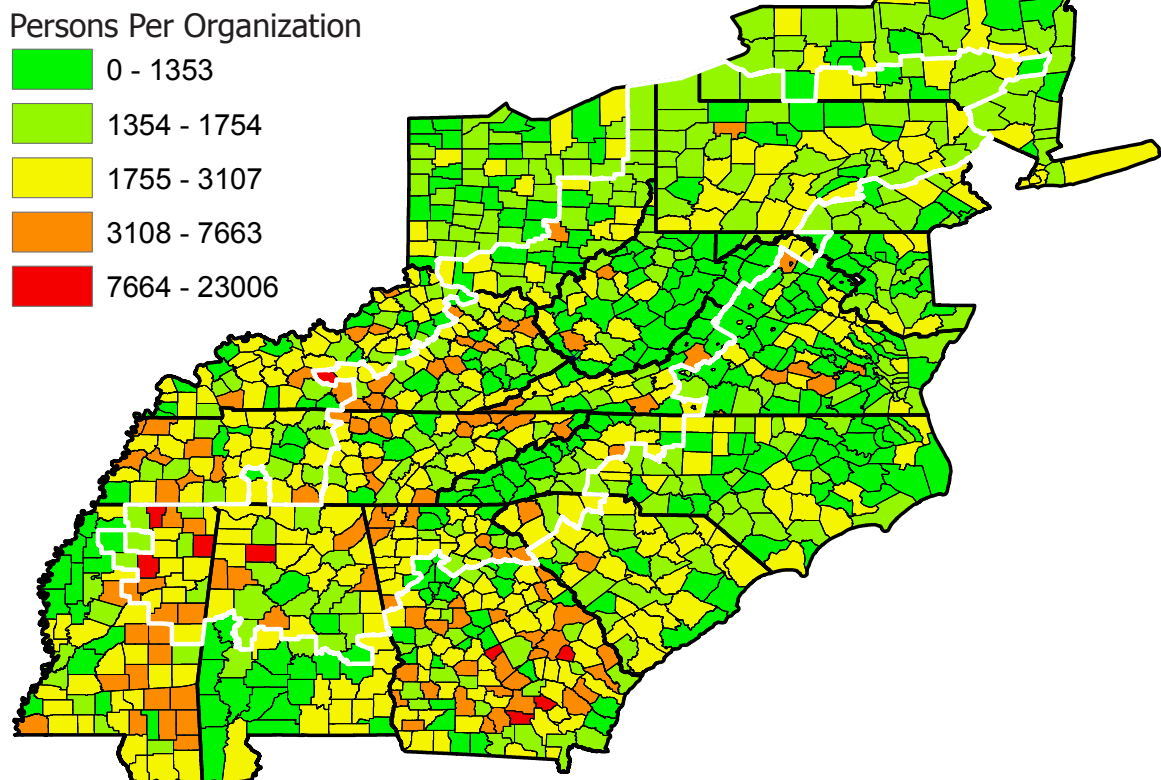 Persons Per Organization
0 - 1353
1354 - 1754
1755 - 3107
3108 - 7663
7664 - 23006